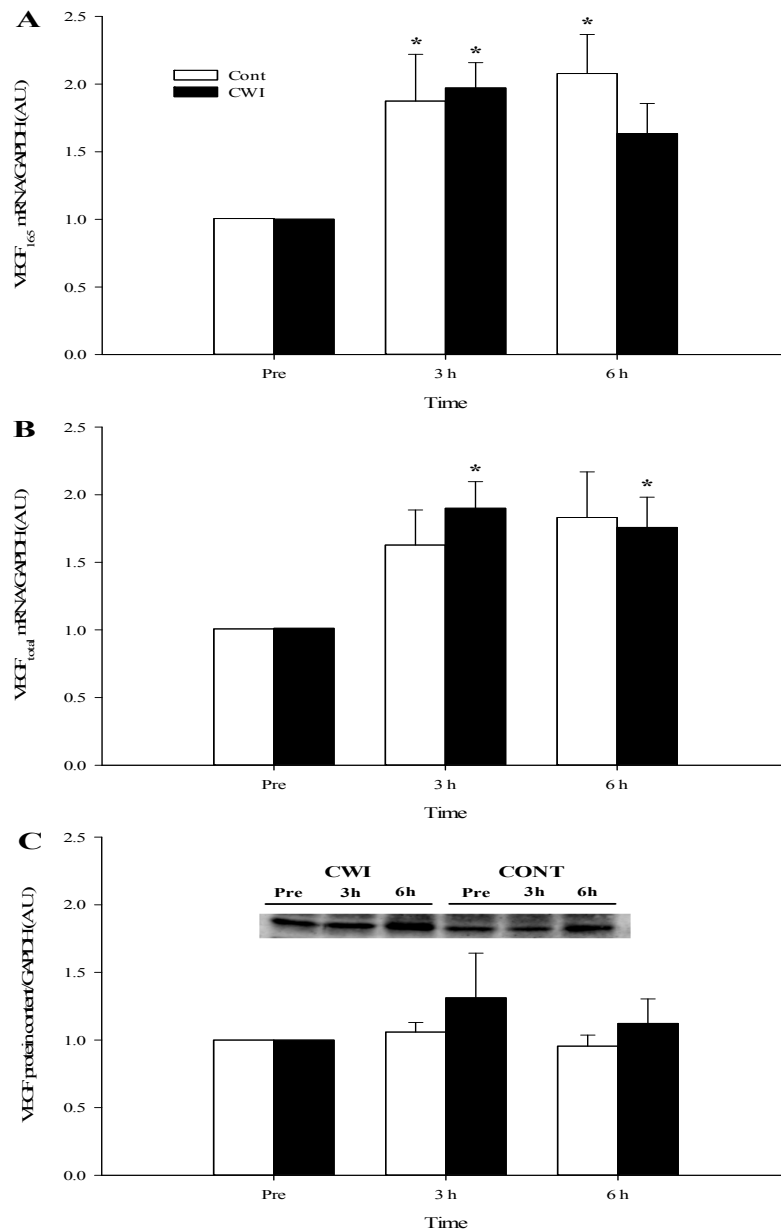 A
2.5
2.0
1.5
1.0
0.5
0.0
VEGF165 mRNA/GAPDH (AU)
Cont
CWI
* * *
Pre 3 h 6 h
Time
B
2.5
2.0
1.5
1.0
0.5
0.0
VEGFtotal mRNA/GAPDH (AU)
* *
Pre 3 h 6 h
Time
C
2.5
2.0
1.5
1.0
0.5
0.0
VEGF protein content/GAPDH (AU)
CWI CONT
Pre 3h 6h Pre 3h 6h
Pre 3 h 6 h
Time